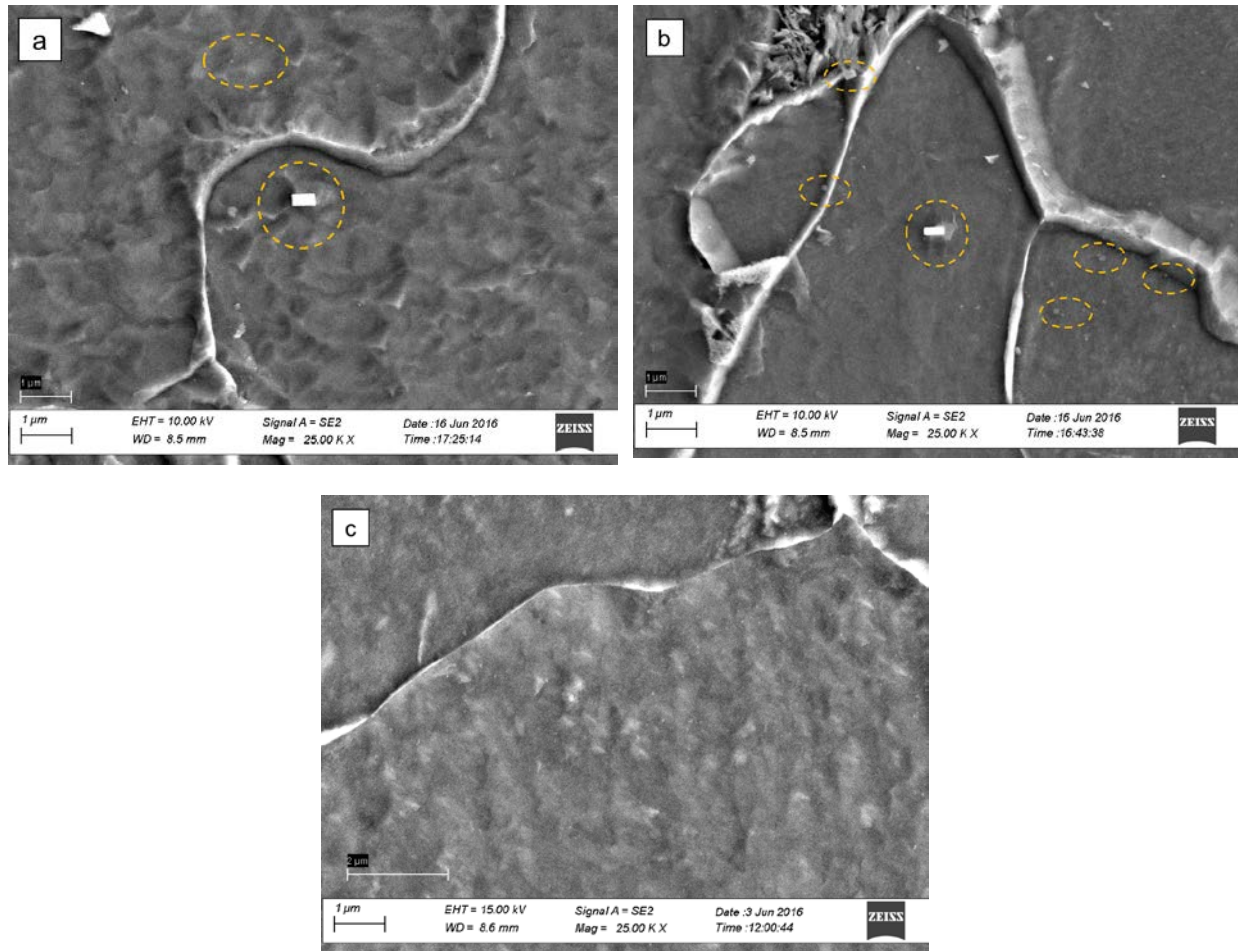 a
1 µm
1 µm
EHT = 10.00 kV
Signal A = SE2
Date :16 Jun 2016
WD = 8.5 mm
Mag = 25.00 K X
Time :17:25:14
ZEISS
b
1 µm
1 µm
EHT = 10.00 kV
Signal A = SE2
Date :15 Jun 2016
WD = 8.5 mm
Mag = 25.00 K X
Time :16:43:38
ZEISS
c
2 µm
1 µm
EHT = 15.00 kV
Signal A = SE2
Date :3 Jun 2016
WD = 8.6 mm
Mag = 25.00 K X
Time :12:00:44
ZEISS